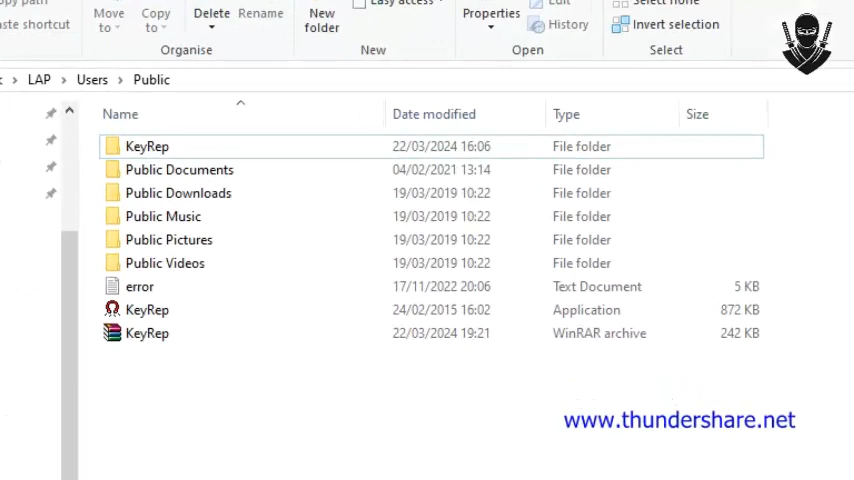 opy path
Easy access
Edit
Select none
Move to
Copy to
Delete
Rename
New folder
Properties
History
Invert selection
aste shortcut
Organise
New
Open
Select
LAP > Users > Public
Name Date modified Type Size
KeyRep 22/03/2024 16:06 File folder
Public Documents 04/02/2021 13:14 File folder
Public Downloads 19/03/2019 10:22 File folder
Public Music 19/03/2019 10:22 File folder
Public Pictures 19/03/2019 10:22 File folder
Public Videos 19/03/2019 10:22 File folder
error 17/11/2022 20:06 Text Document 5 KB
KeyRep 24/02/2015 16:02 Application 872 KB
KeyRep 22/03/2024 19:21 WinRAR archive 242 KB
www.thundershare.net